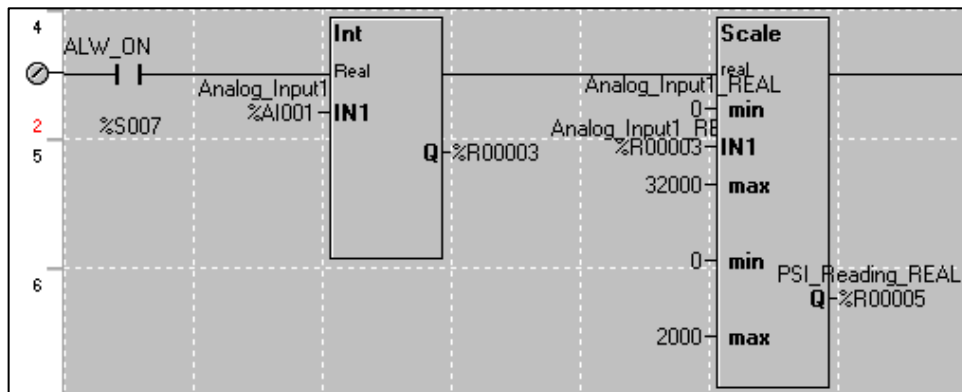 4
ALW_ON
%S007
2
5
6
Int
Real
Analog_Input1
%AI001
IN1
Q
%R00003
Scale
real
Analog_Input1_REAL
0
min
Analog_Input1_RE
%R00003
IN1
32000
max
0
min
PSI_Reading_REAL
Q
%R00005
2000
max